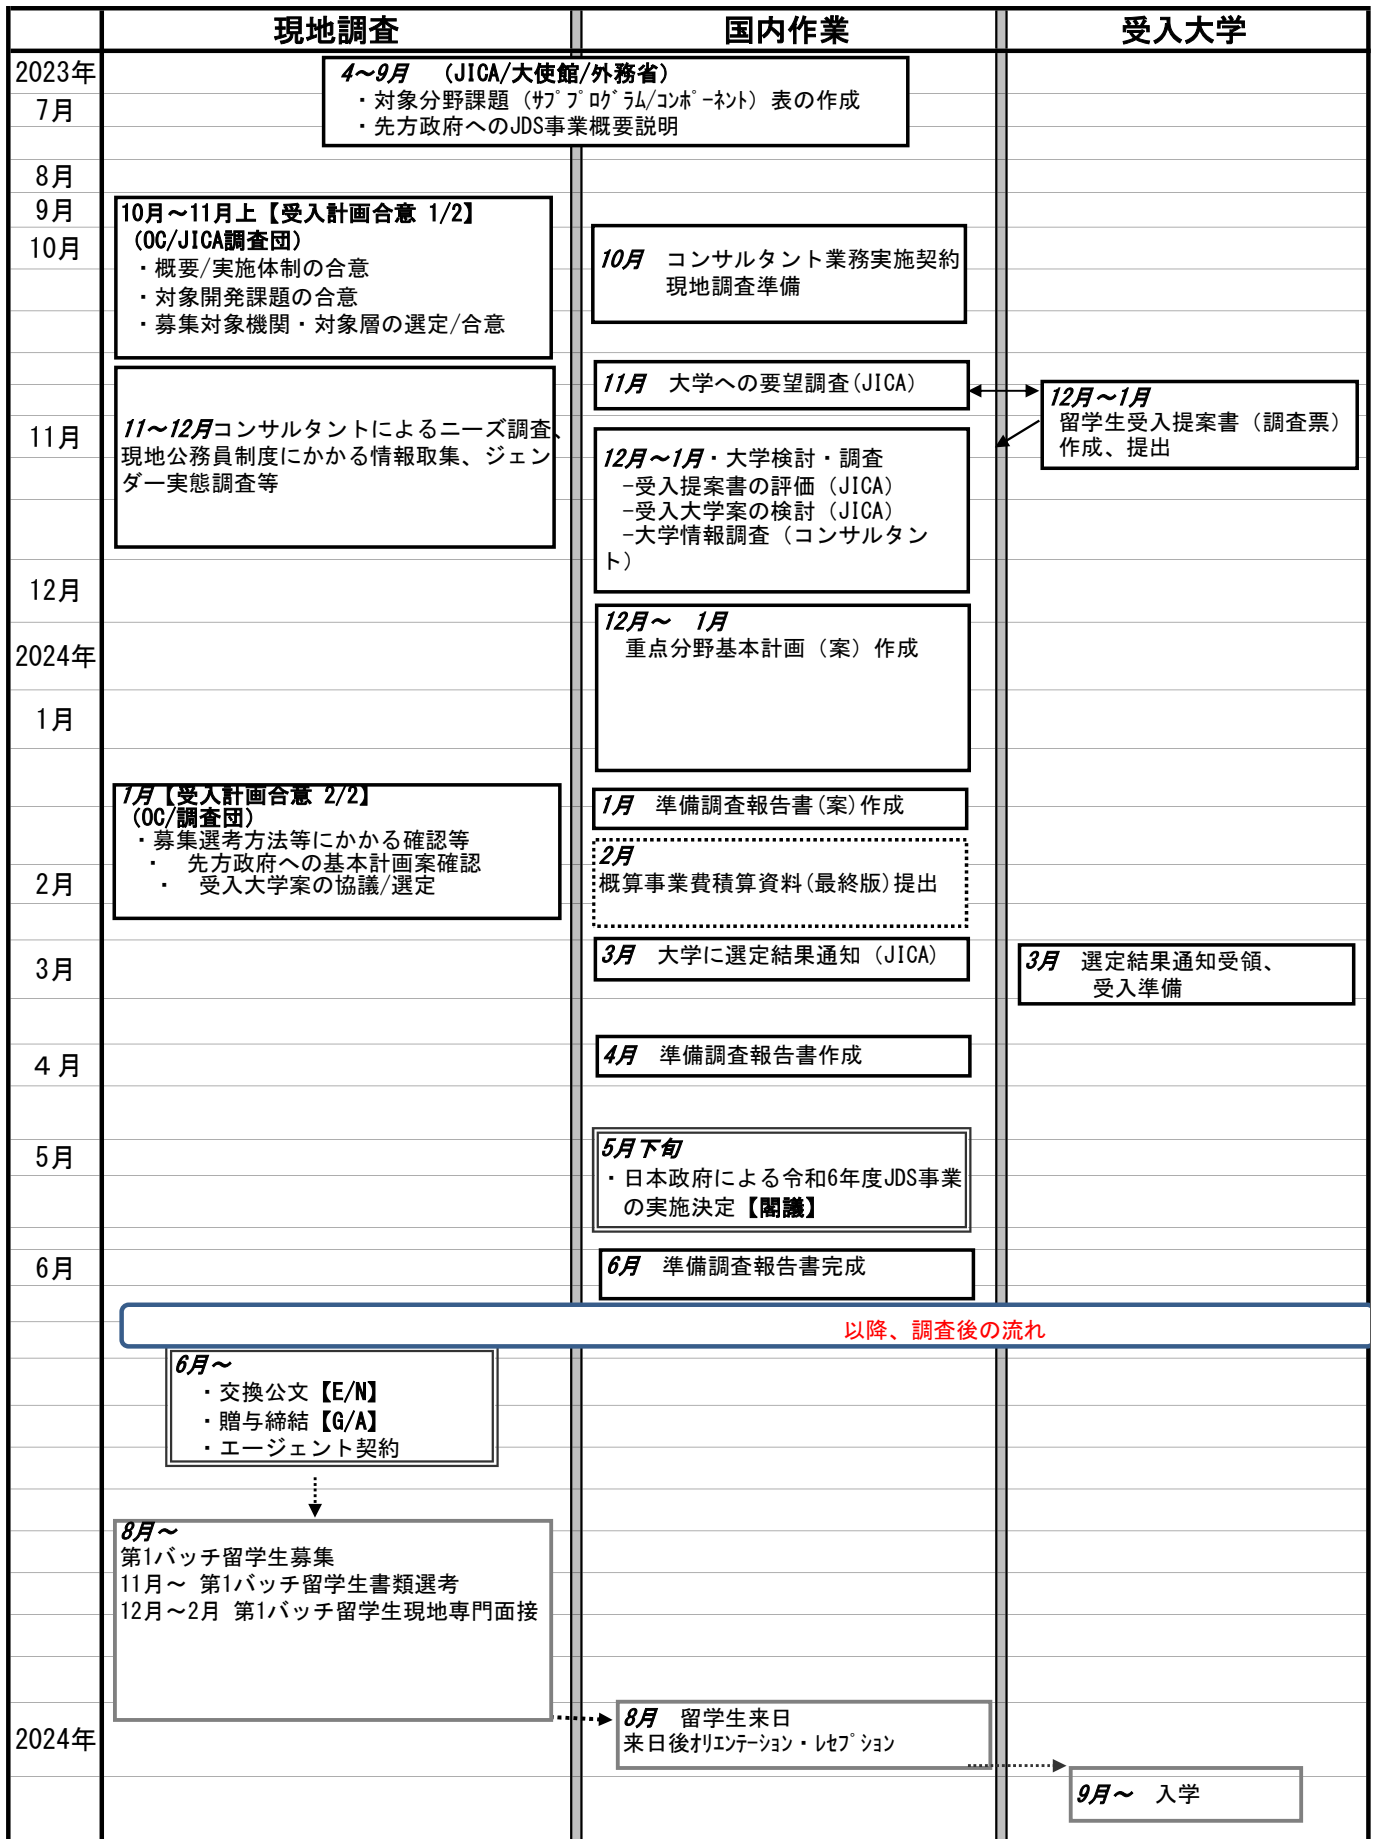 現地調査
国内作業
受入大学
2023年
7月
4～9月　（JICA/大使館/外務省）
・対象分野課題（ｻﾌﾞﾌﾟﾛｸﾞﾗﾑ/ｺﾝﾎﾟｰﾈﾝﾄ）表の作成
・先方政府へのJDS事業概要説明
8月
9月
10月
10月～11月上【受入計画合意 1/2】
（OC/JICA調査団）
・概要/実施体制の合意
・対象開発課題の合意
・募集対象機関・対象層の選定/合意
10月　コンサルタント業務実施契約
現地調査準備
11月　大学への要望調査(JICA)
12月～1月
留学生受入提案書（調査票）
作成、提出
11月
11～12月コンサルタントによるニーズ調査、
現地公務員制度にかかる情報取集、ジェン
ダー実態調査等
12月～1月・大学検討・調査
-受入提案書の評価（JICA）
-受入大学案の検討（JICA）
-大学情報調査（コンサルタン
ト）
12月
2024年
1月
12月～　1月
重点分野基本計画（案）作成
1月【受入計画合意 2/2】
（OC/調査団）
・募集選考方法等にかかる確認等
・　先方政府への基本計画案確認
・　受入大学案の協議/選定
1月　準備調査報告書(案)作成
2月
2月
概算事業費積算資料(最終版)提出
3月
3月　大学に選定結果通知（JICA）
3月　選定結果通知受領、
受入準備
４月
4月　準備調査報告書作成
5月
5月下旬
・日本政府による令和6年度JDS事業
の実施決定【閣議】
6月
6月　準備調査報告書完成
以降、調査後の流れ
6月～
・交換公文【E/N】
・贈与締結【G/A】
・エージェント契約
8月～
第1バッチ留学生募集
11月～ 第1バッチ留学生書類選考
12月～2月 第1バッチ留学生現地専門面接
2024年
8月　留学生来日
来日後ｵﾘｴﾝﾃｰｼｮﾝ・ﾚｾﾌﾟｼｮﾝ
9月～　入学